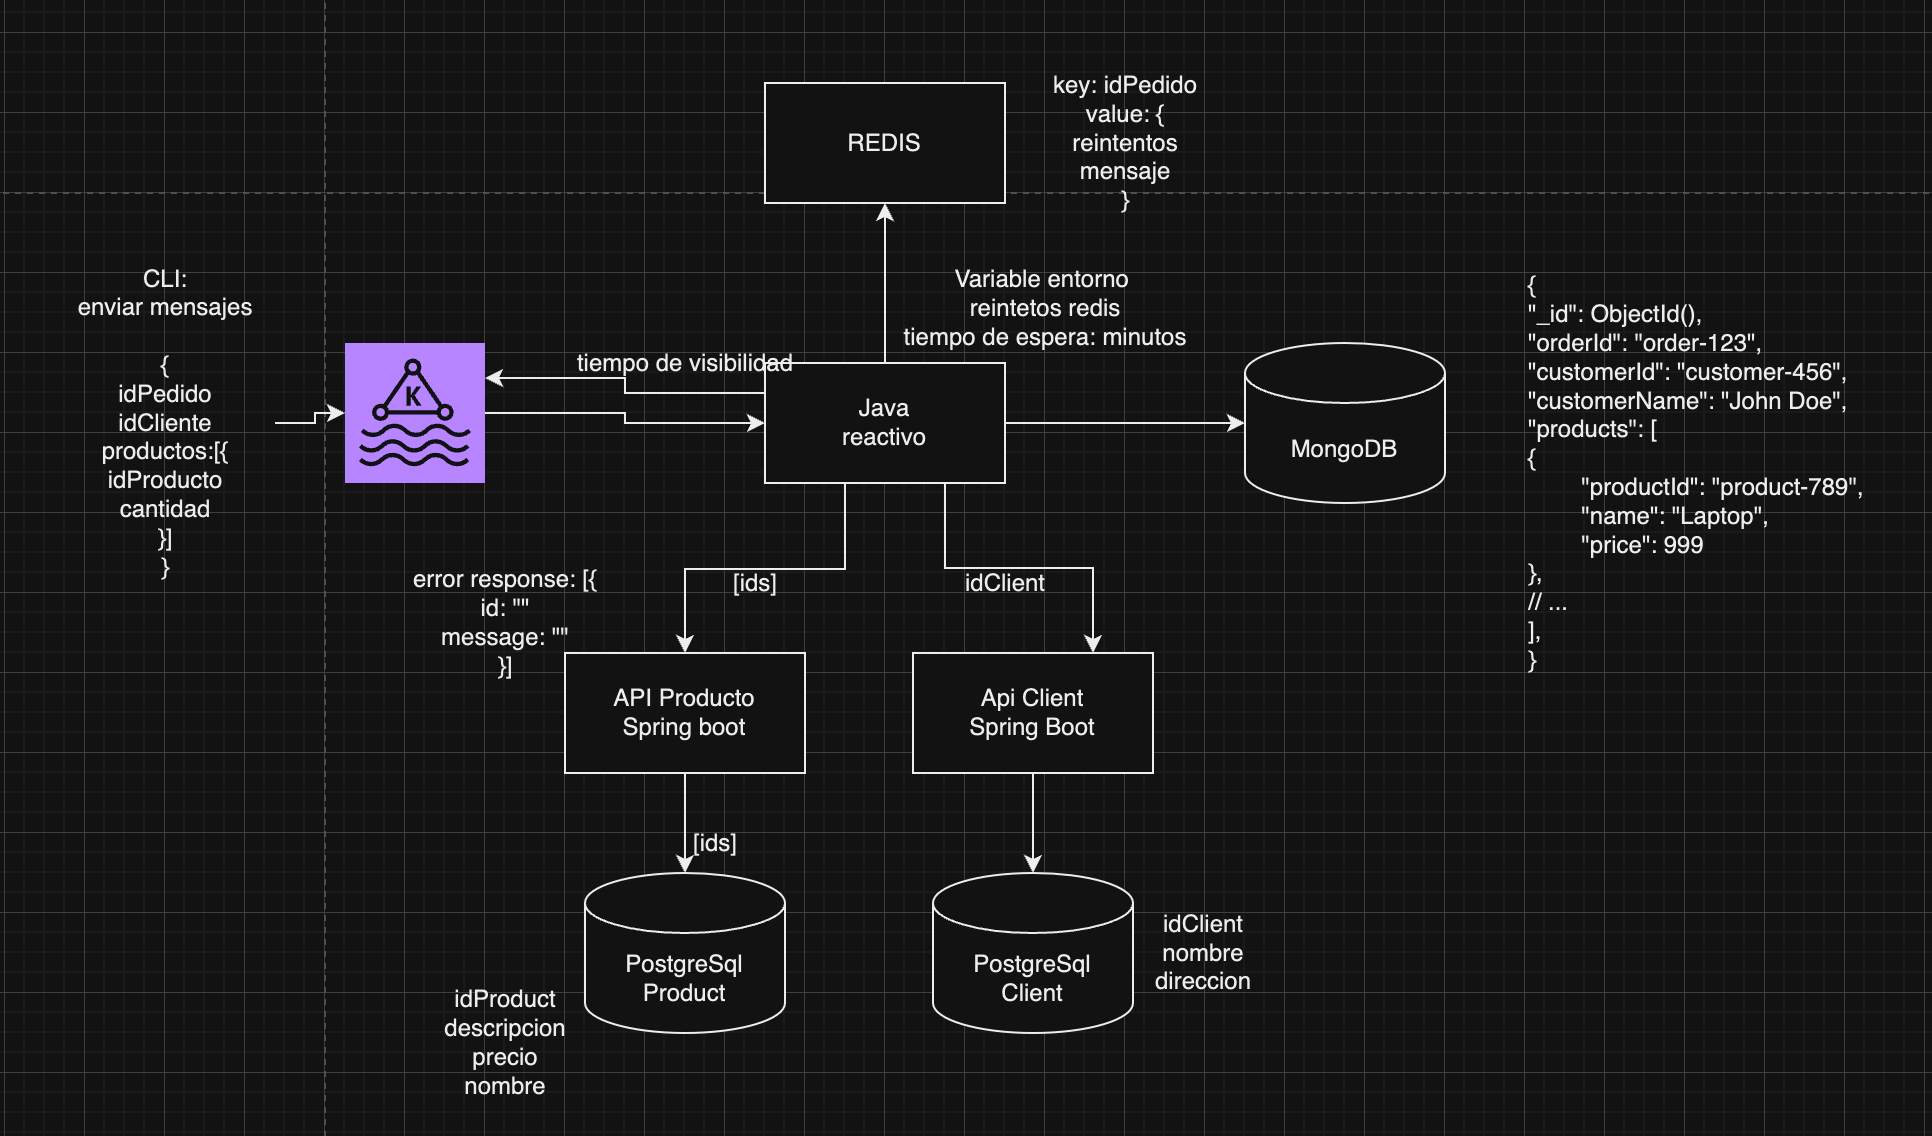 REDIS
key: idPedido
value: {
reintentos
mensaje
}
CLI:
enviar mensajes
{
idPedido
idCliente
productos:[{
idProducto
cantidad
}]
}
K
tiempo de visibilidad
Variable entorno
reintetos redis
tiempo de espera: minutos
Java
reactivo
MongoDB
{
"_id": ObjectId(),
"orderId": "order-123",
"customerId": "customer-456",
"customerName": "John Doe",
"products": [
{
"productId": "product-789",
"name": "Laptop",
"price": 999
},
// ...
],
}
error response: [{
id: ""
message: ""
}]
[ids]
idClient
API Producto
Spring boot
Api Client
Spring Boot
[ids]
PostgreSql
Product
idProduct
descripcion
precio
nombre
PostgreSql
Client
idClient
nombre
direccion